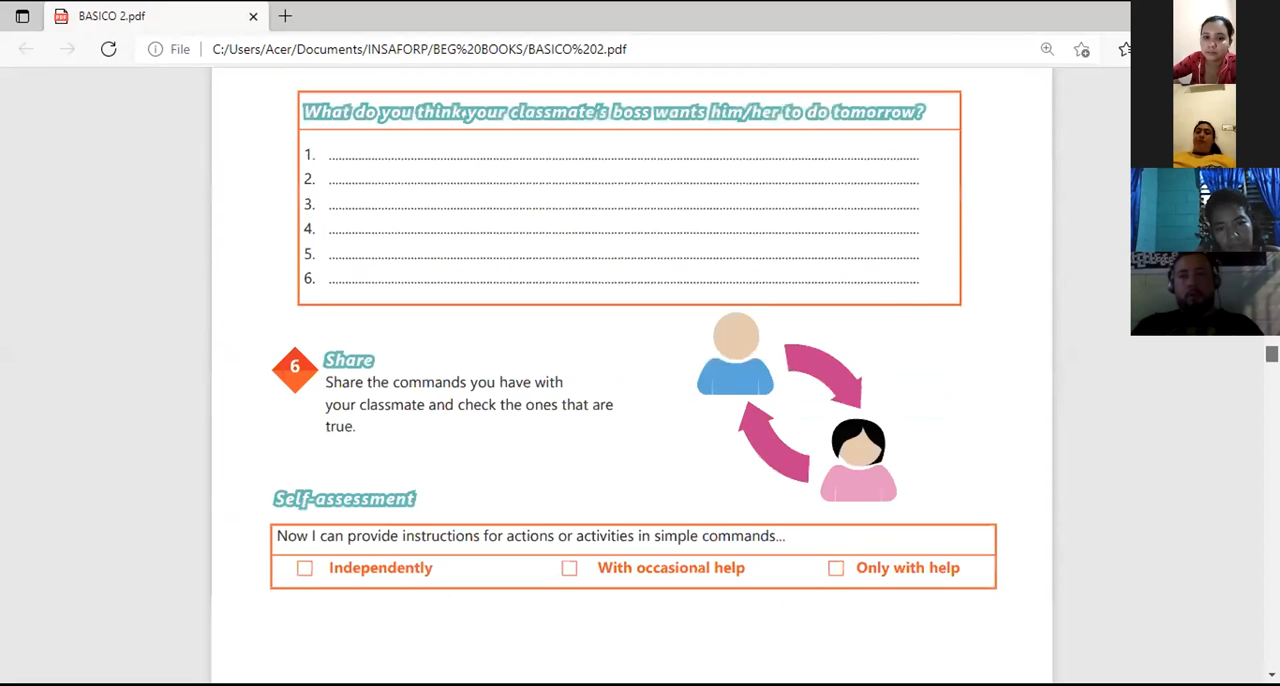 BASICO 2.pdf
File C:/Users/Acer/Documents/INSAFORP/BEG%20BOOKS/BASICO%202.pdf
What do you think your classmate's boss wants him/her to do tomorrow?
1. ........................................
2. ........................................
3. ........................................
4. ........................................
5. ........................................
6. ........................................
6 Share
Share the commands you have with
your classmate and check the ones that are
true.
Self-assessment
Now I can provide instructions for actions or activities in simple commands...
Independently With occasional help Only with help